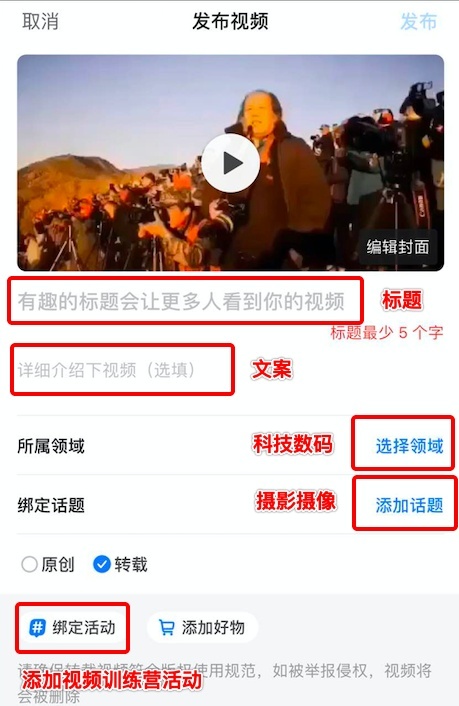 取消 发布视频 发布
编辑封面
有趣的标题会让更多人看到你的视频 标题
标题最少 5 个字
详细介绍下视频（选填） 文案
所属领域 科技数码 选择领域
绑定话题 摄影摄像 添加话题
原创 转载
# 绑定活动 添加好物
请确保转载视频符合版权使用规范，如被举报侵权，视频将
添加视频训练营活动
会被删除